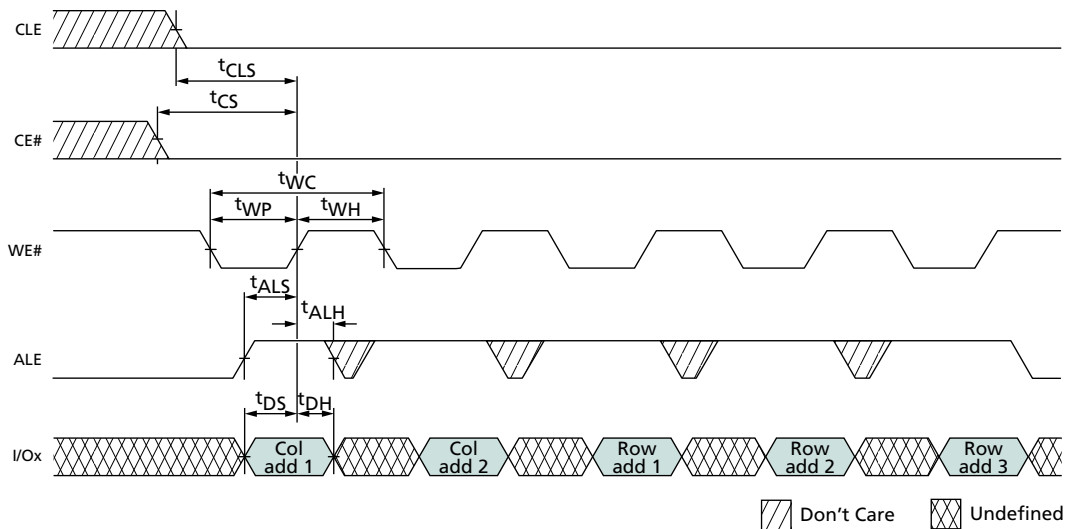 CLE
tCLS
tCS
CE#
tWC
tWP
tWH
WE#
tALS
tALH
ALE
tDS
tDH
I/Ox
Col
add 1
Col
add 2
Row
add 1
Row
add 2
Row
add 3
Don't Care
Undefined